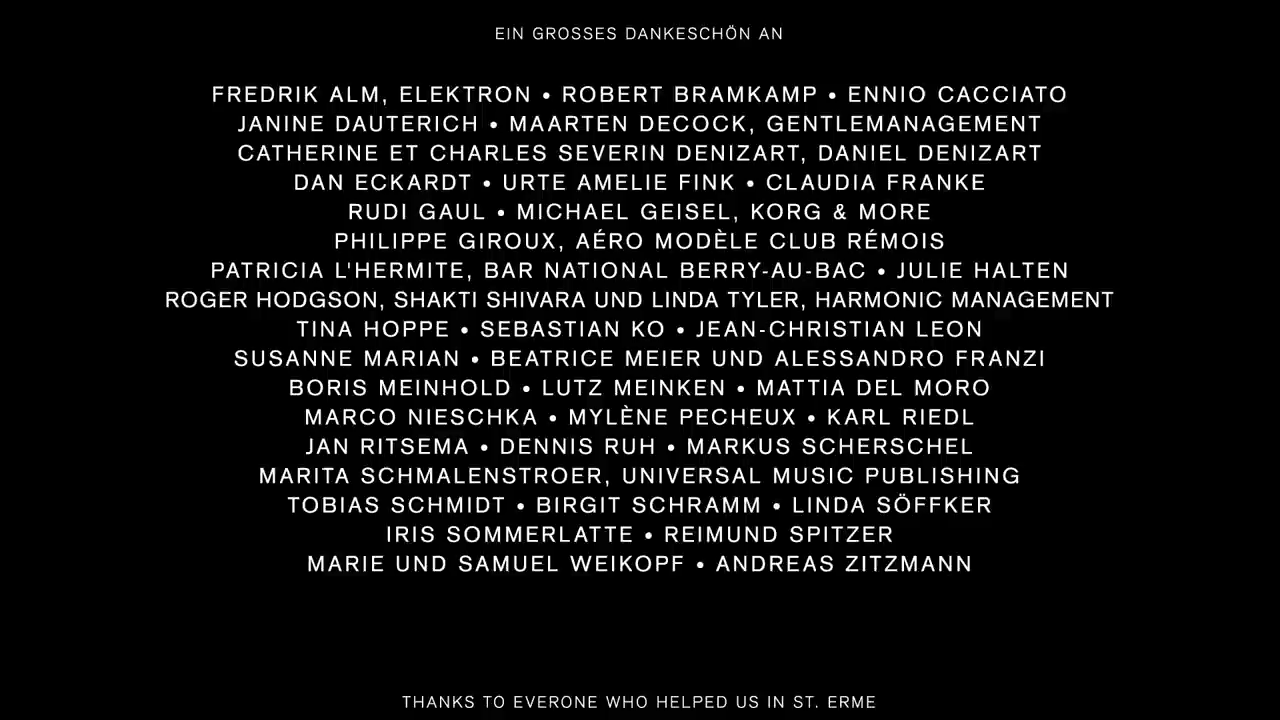 EIN GROSSES DANKESCHÖN AN
FREDRIK ALM, ELEKTRON • ROBERT BRAMKAMP • ENNIO CACCIATO
JANINE DAUTERICH • MAARTEN DECOCK, GENTLEMANAGEMENT
CATHERINE ET CHARLES SEVERIN DENIZART, DANIEL DENIZART
DAN ECKARDT • URTE AMELIE FINK • CLAUDIA FRANKE
RUDI GAUL • MICHAEL GEISEL, KORG & MORE
PHILIPPE GIROUX, AÉRO MODÈLE CLUB RÉMOIS
PATRICIA L'HERMITE, BAR NATIONAL BERRY-AU-BAC • JULIE HALTEN
ROGER HODGSON, SHAKTI SHIVARA UND LINDA TYLER, HARMONIC MANAGEMENT
TINA HOPPE • SEBASTIAN KO • JEAN-CHRISTIAN LEON
SUSANNE MARIAN • BEATRICE MEIER UND ALESSANDRO FRANZI
BORIS MEINHOLD • LUTZ MEINKEN • MATTIA DEL MORO
MARCO NIESCHKA • MYLÈNE PECHEUX • KARL RIEDL
JAN RITSEMA • DENNIS RUH • MARKUS SCHERSCHEL
MARITA SCHMALENSTROER, UNIVERSAL MUSIC PUBLISHING
TOBIAS SCHMIDT • BIRGIT SCHRAMM • LINDA SÖFFKER
IRIS SOMMERLATTE • REIMUND SPITZER
MARIE UND SAMUEL WEIKOPF • ANDREAS ZITZMANN
THANKS TO EVERONE WHO HELPED US IN ST. ERME